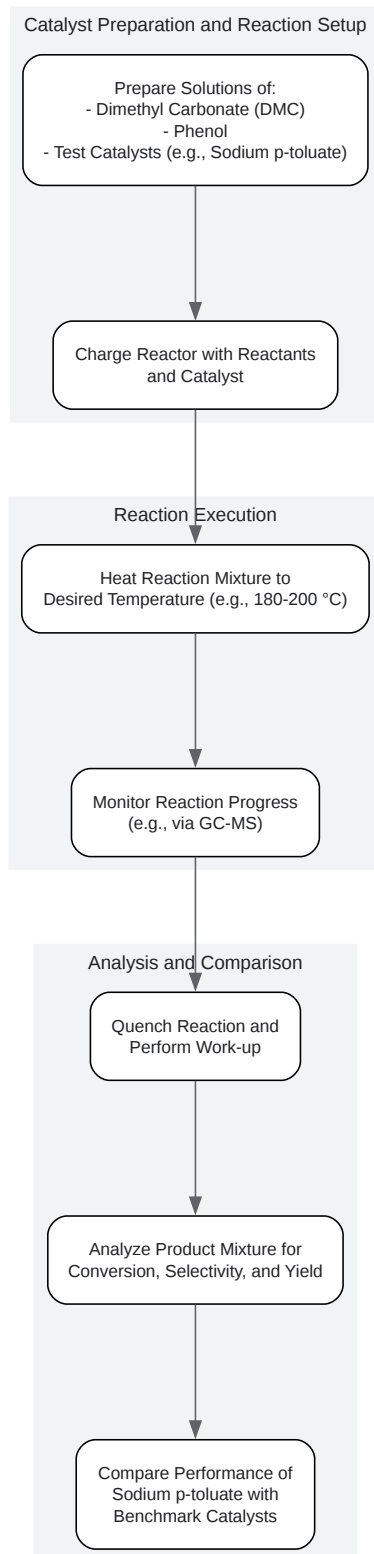 Catalyst Preparation and Reaction Setup
Prepare Solutions of:
- Dimethyl Carbonate (DMC)
- Phenol
- Test Catalysts (e.g., Sodium p-toluate)
Charge Reactor with Reactants
and Catalyst
Reaction Execution
Heat Reaction Mixture to
Desired Temperature (e.g., 180-200 °C)
Monitor Reaction Progress
(e.g., via GC-MS)
Analysis and Comparison
Quench Reaction and
Perform Work-up
Analyze Product Mixture for
Conversion, Selectivity, and Yield
Compare Performance of
Sodium p-toluate with
Benchmark Catalysts